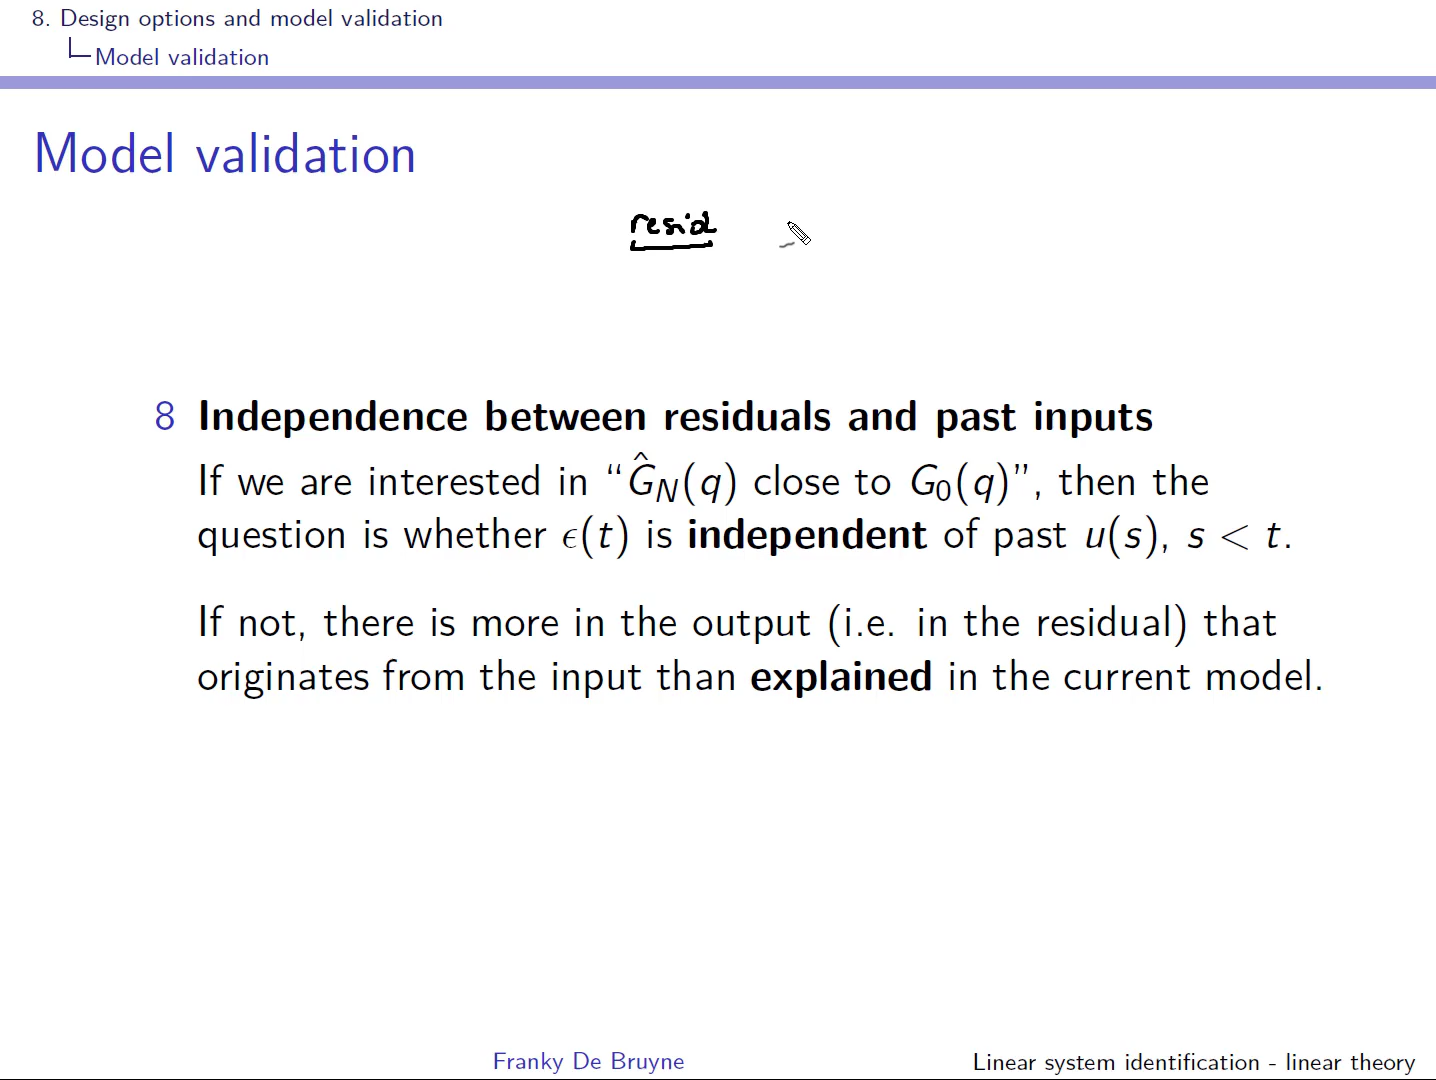 8. Design options and model validation
Model validation
Model validation
resid
8 Independence between residuals and past inputs
If we are interested in “Ĝ_N(q) close to G₀(q)”, then the
question is whether ϵ(t) is independent of past u(s), s < t.
If not, there is more in the output (i.e. in the residual) that
originates from the input than explained in the current model.
Franky De Bruyne
Linear system identification - linear theory